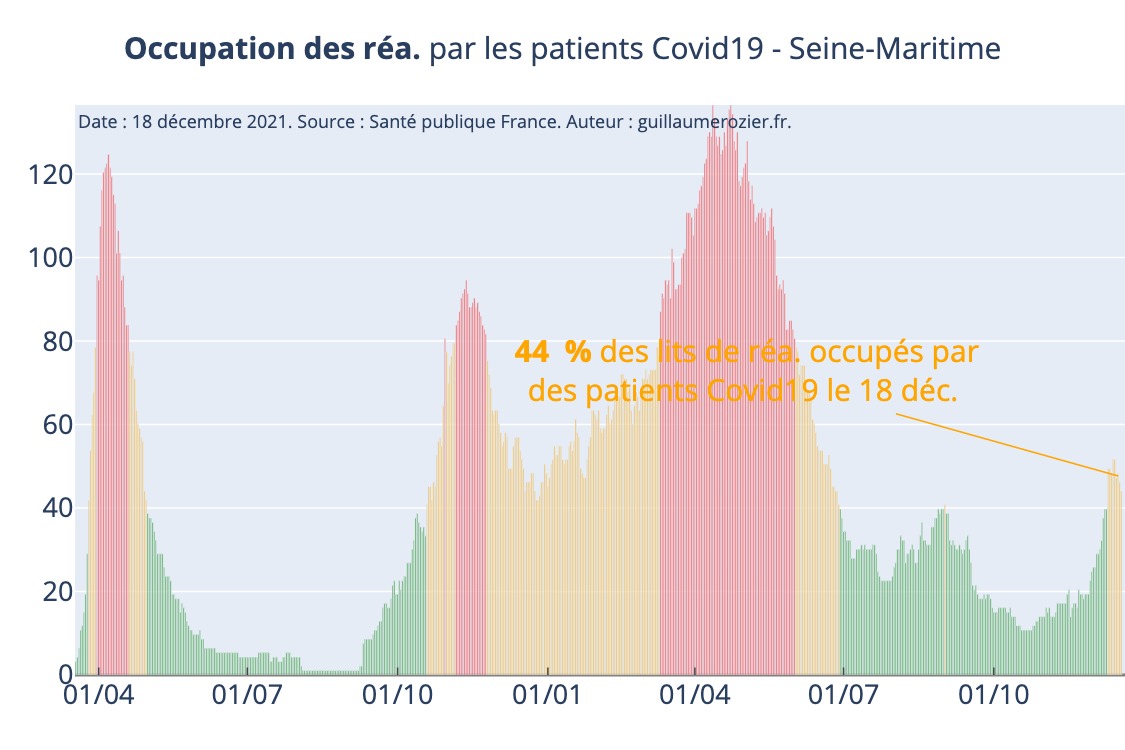 Occupation des réa. par les patients Covid19 - Seine-Maritime
Date : 18 décembre 2021. Source : Santé publique France. Auteur : guillaumerozier.fr.
120
100
80
60
40
20
0
44 % des lits de réa. occupés par
des patients Covid19 le 18 déc.
01/04 01/07 01/10 01/01 01/04 01/07 01/10